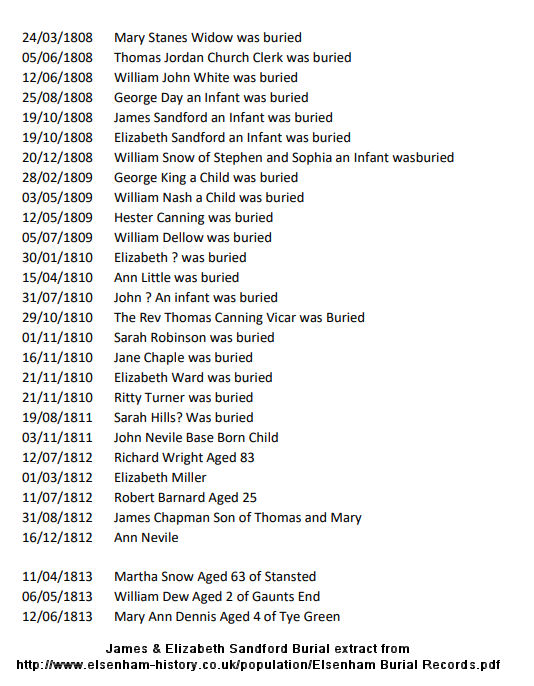 24/03/1808 Mary Stanes Widow was buried
05/06/1808 Thomas Jordan Church Clerk was buried
12/06/1808 William John White was buried
25/08/1808 George Day an Infant was buried
19/10/1808 James Sandford an Infant was buried
19/10/1808 Elizabeth Sandford an Infant was buried
20/12/1808 William Snow of Stephen and Sophia an Infant wasburied
28/02/1809 George King a Child was buried
03/05/1809 William Nash a Child was buried
12/05/1809 Hester Canning was buried
05/07/1809 William Dellow was buried
30/01/1810 Elizabeth ? was buried
15/04/1810 Ann Little was buried
31/07/1810 John ? An infant was buried
29/10/1810 The Rev Thomas Canning Vicar was Buried
01/11/1810 Sarah Robinson was buried
16/11/1810 Jane Chaple was buried
21/11/1810 Elizabeth Ward was buried
21/11/1810 Ritty Turner was buried
19/08/1811 Sarah Hills? Was buried
03/11/1811 John Nevile Base Born Child
12/07/1812 Richard Wright Aged 83
01/03/1812 Elizabeth Miller
11/07/1812 Robert Barnard Aged 25
31/08/1812 James Chapman Son of Thomas and Mary
16/12/1812 Ann Nevile
11/04/1813 Martha Snow Aged 63 of Stansted
06/05/1813 William Dew Aged 2 of Gaunts End
12/06/1813 Mary Ann Dennis Aged 4 of Tye Green
James & Elizabeth Sandford Burial extract from
http://www.elsenham-history.co.uk/population/Elsenham Burial Records.pdf